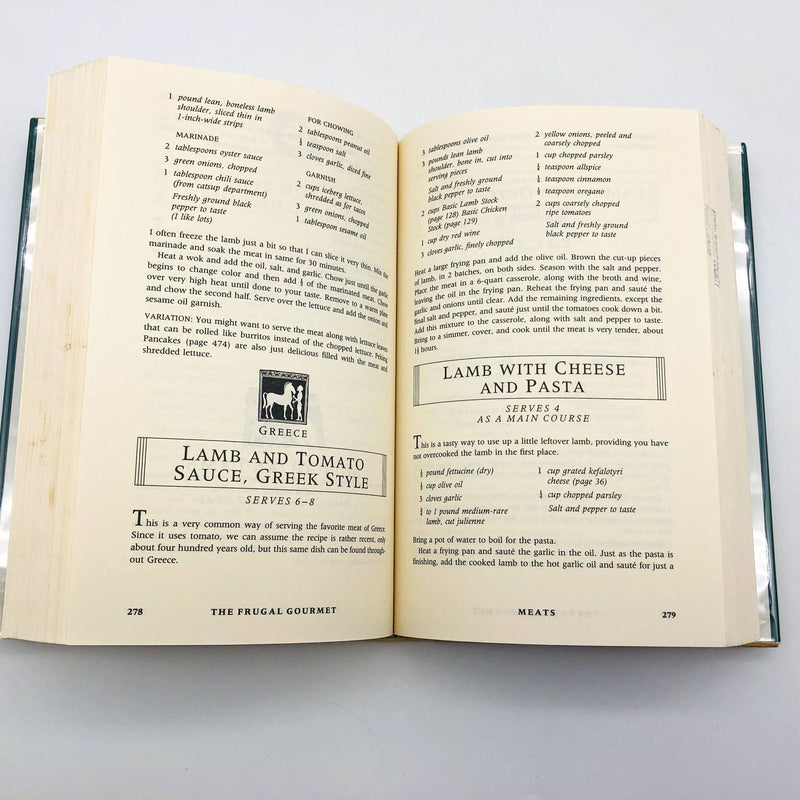 1 pound lean, boneless lamb
shoulder, sliced thin in
1-inch-wide strips
MARINADE
2 tablespoons oyster sauce
3 green onions, chopped
1 tablespoon chili sauce
(from catsup department)
Freshly ground black
pepper to taste
(I like lots)
FOR CHOWING
2 tablespoons peanut oil
teaspoon salt
3 cloves garlic, diced fine
GARNISH
2 cups iceberg lettuce,
shredded as for tacos
3 green onions, chopped
1 tablespoon sesame oil
I often freeze the lamb just a bit so that I can slice it very thin. Mix the
marinade and soak the meat in same for 30 minutes.
Heat a wok and add the oil, salt, and garlic. Chow just until the garlic
begins to change color and then add of the marinated meat. Chow
over very high heat until done to your taste. Remove to a warm plate
and chow the second half. Serve over the lettuce and add the onion and
sesame oil garnish.
VARIATION: You might want to serve the meat along with lettuce leaves
that can be rolled like burritos instead of the chopped lettuce. Peking
Pancakes (page 474) are also just delicious filled with the meat and
shredded lettuce.
GREECE
LAMB AND TOMATO
SAUCE, GREEK STYLE
SERVES 6–8
This is a very common way of serving the favorite meat of Greece.
Since it uses tomato, we can assume the recipe is rather recent, only
about four hundred years old, but this same dish can be found through-
out Greece.
278 THE FRUGAL GOURMET
3 tablespoons olive oil
3 pounds lean lamb
shoulder, bone in, cut into
serving pieces
Salt and freshly ground
black pepper to taste
2 cups Basic Lamb Stock
(page 128) Basic Chicken
Stock (page 129)
1 cup dry red wine
3 cloves garlic, finely chopped
2 yellow onions, peeled and
coarsely chopped
1 cup chopped parsley
teaspoon allspice
teaspoon cinnamon
teaspoon oregano
2 cups coarsely chopped
ripe tomatoes
Salt and freshly ground
black pepper to taste
Heat a large frying pan and add the olive oil. Brown the cut-up pieces
of lamb, in 2 batches, on both sides. Season with the salt and pepper.
Place the meat in a 6-quart casserole, along with the broth and wine,
leaving the oil in the frying pan. Reheat the frying pan and sauté the
garlic and onions until clear. Add the remaining ingredients, except the
final salt and pepper, and sauté just until the tomatoes cook down a bit.
Add this mixture to the casserole, along with salt and pepper to taste.
Bring to a simmer, cover, and cook until the meat is very tender, about
hours.
LAMB WITH CHEESE
AND PASTA
SERVES 4
AS A MAIN COURSE
This is a tasty way to use up a little leftover lamb, providing you have
not overcooked the lamb in the first place.
½ pound fettucine (dry)
cup olive oil
3 cloves garlic
to 1 pound medium-rare
lamb, cut julienne
1 cup grated kefalotyri
cheese (page 36)
cup chopped parsley
Salt and pepper to taste
Bring a pot of water to boil for the pasta.
Heat a frying pan and sauté the garlic in the oil. Just as the pasta is
finishing, add the cooked lamb to the hot garlic oil and sauté for just a
MEATS 279